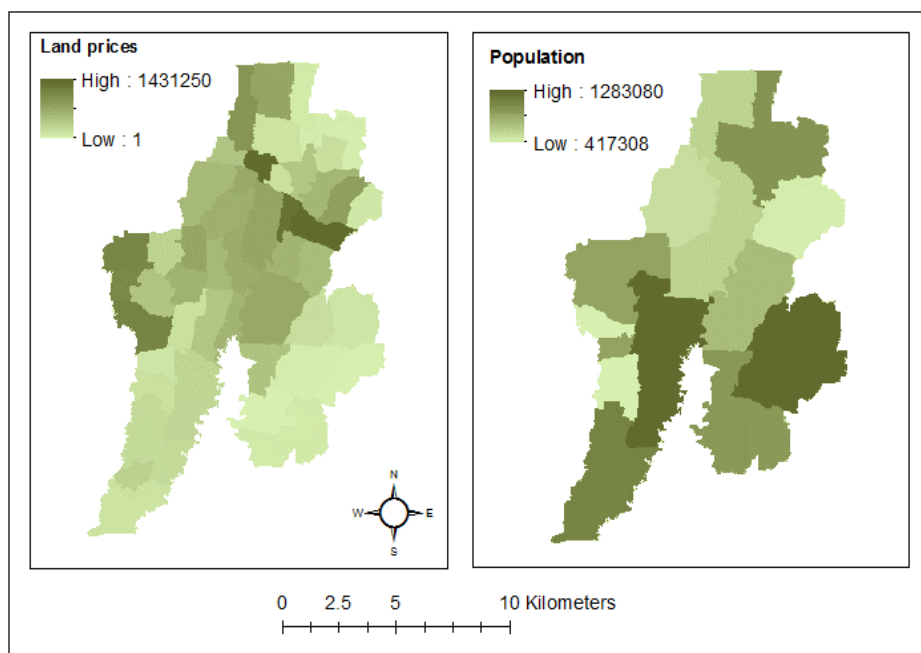 Land prices
High : 1431250
Low : 1
Population
High : 1283080
Low : 417308
N
W E
S
0 2.5 5 10 Kilometers